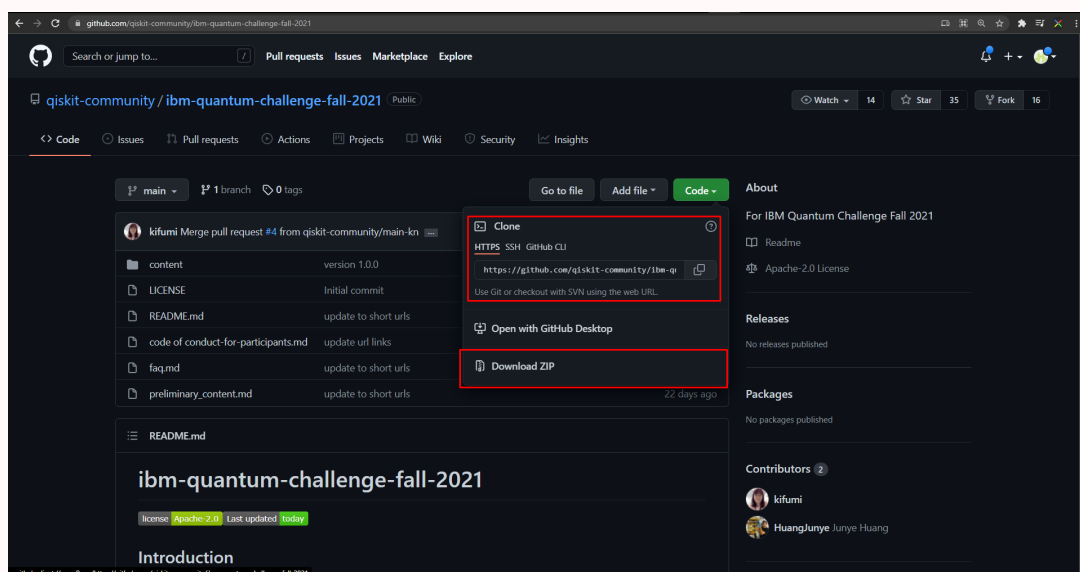 github.com/qiskit-community/ibm-quantum-challenge-fall-2021
Search or jump to... / Pull requests Issues Marketplace Explore
qiskit-community / ibm-quantum-challenge-fall-2021 Public
Watch 14 Star 35 Fork 16
Code Issues Pull requests Actions Projects Wiki Security Insights
main 1 branch 0 tags Go to file Add file Code
kifumi Merge pull request #4 from qiskit-community/main-kn
content version 1.0.0
LICENSE Initial commit
README.md update to short urls
code of conduct-for-participants.md update url links
faq.md update to short urls
preliminary_content.md update to short urls 22 days ago
Clone
HTTPS SSH GitHub CLI
https://github.com/qiskit-community/ibm-q
Use Git or checkout with SVN using the web URL.
Open with GitHub Desktop
Download ZIP
README.md
ibm-quantum-challenge-fall-2021
license Apache-2.0 Last updated today
Introduction
About
For IBM Quantum Challenge Fall 2021
Readme
Apache-2.0 License
Releases
No releases published
Packages
No packages published
Contributors 2
kifumi
HuangJunye Junye Huang